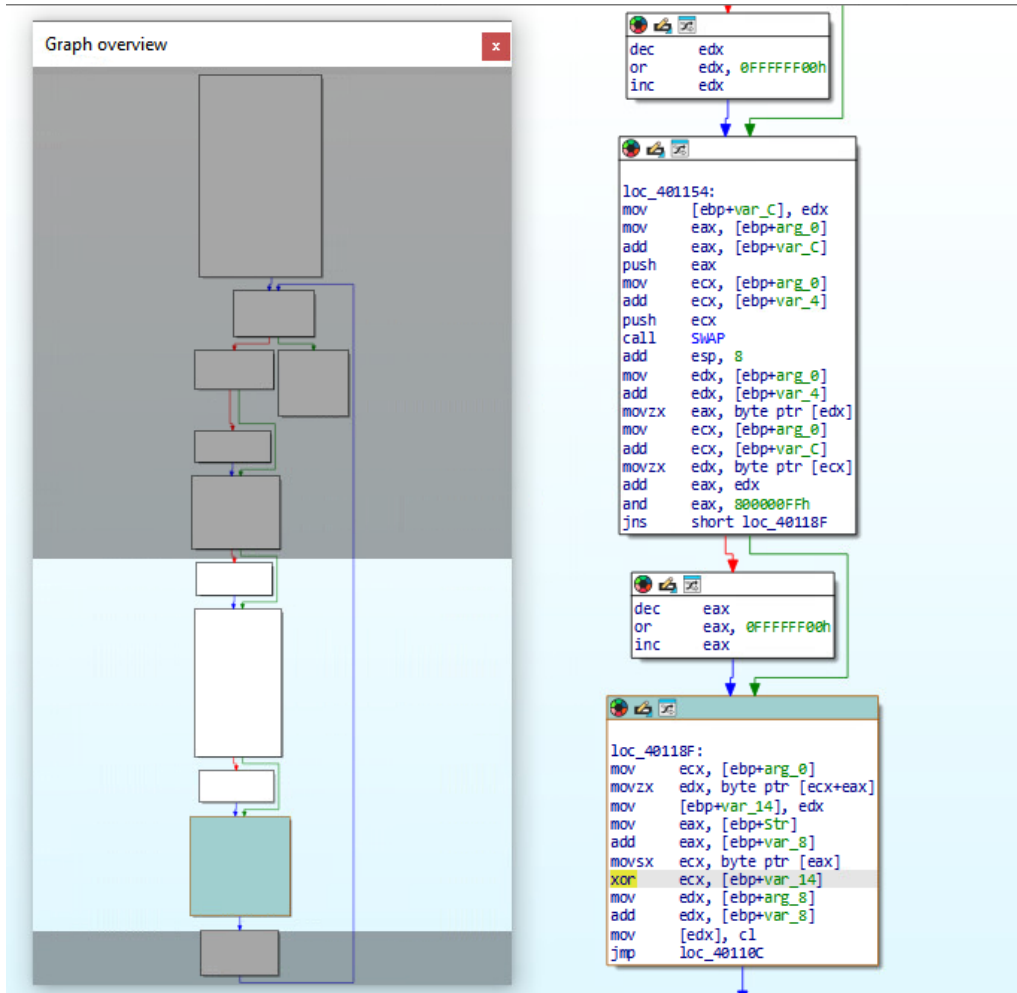 Graph overview
x
dec edx
or edx, 0FFFFFF00h
inc edx
loc_401154:
mov [ebp+var_C], edx
mov eax, [ebp+arg_0]
add eax, [ebp+var_C]
push eax
mov ecx, [ebp+arg_0]
add ecx, [ebp+var_4]
push ecx
call SWAP
add esp, 8
mov edx, [ebp+arg_0]
add edx, [ebp+var_4]
movzx eax, byte ptr [edx]
mov ecx, [ebp+arg_0]
add ecx, [ebp+var_C]
movzx edx, byte ptr [ecx]
add eax, edx
and eax, 800000FFh
jns short loc_40118F
dec eax
or eax, 0FFFFFF00h
inc eax
loc_40118F:
mov ecx, [ebp+arg_0]
movzx edx, byte ptr [ecx+eax]
mov [ebp+var_14], edx
mov eax, [ebp+Str]
add eax, [ebp+var_8]
movsx ecx, byte ptr [eax]
xor ecx, [ebp+var_14]
mov edx, [ebp+arg_8]
add edx, [ebp+var_8]
mov [edx], cl
jmp loc_40110C